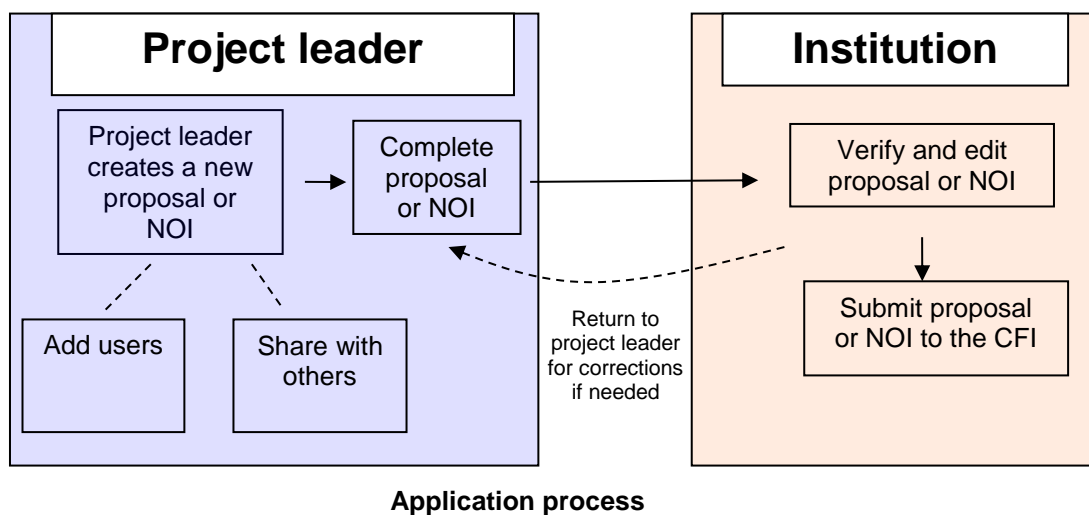 Project leader
Project leader
creates a new
proposal or
NOI
Complete
proposal
or NOI
Add users
Share with
others
Return to
project leader
for corrections
if needed
Institution
Verify and edit
proposal or NOI
Submit proposal
or NOI to the CFI
Application process